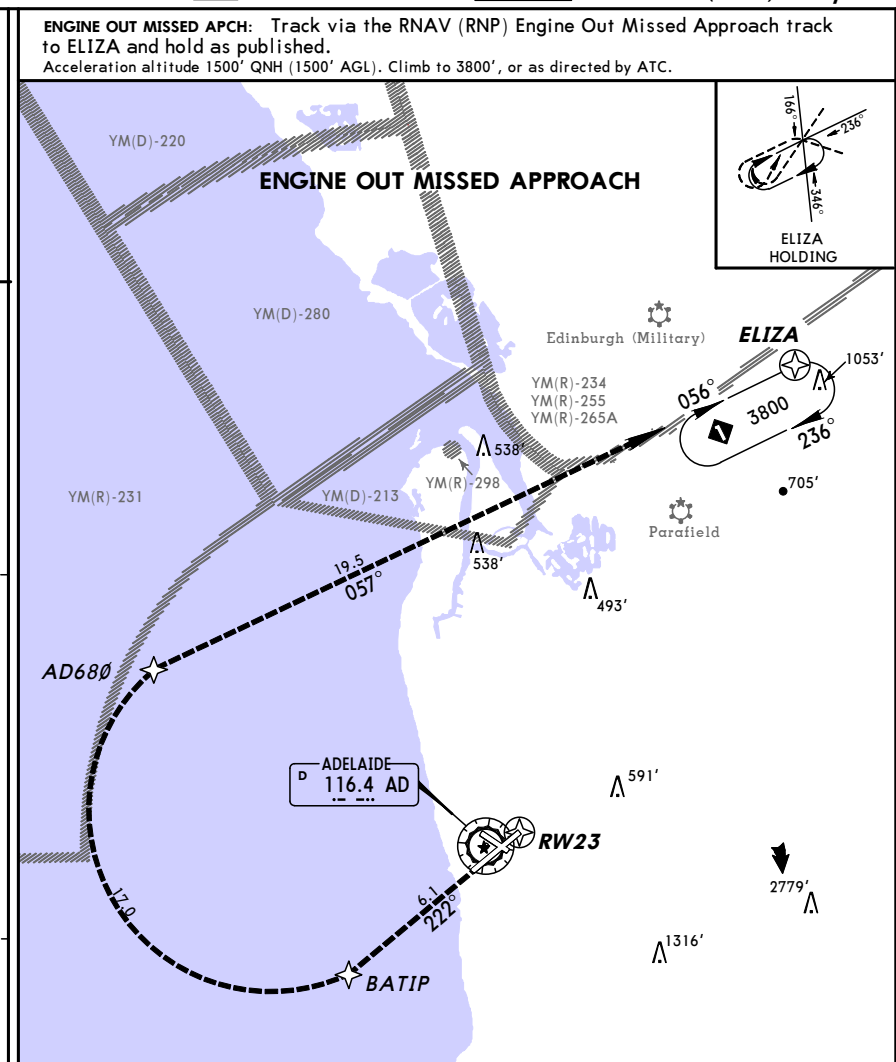 ENGINE OUT MISSED APCH: Track via the RNAV (RNP) Engine Out Missed Approach track
to ELIZA and hold as published.
Acceleration altitude 1500' QNH (1500' AGL). Climb to 3800', or as directed by ATC.
YM(D)-220
ENGINE OUT MISSED APPROACH
166°
236°
346°
ELIZA
HOLDING
YM(D)-280
Edinburgh (Military)
ELIZA
1053'
YM(R)-234
YM(R)-255
YM(R)-265A
056°
3800
1
236°
538'
YM(R)-298
YM(R)-231
YM(D)-213
705'
Parafield
538'
19.5
057°
493'
AD680
ADELAIDE
D 116.4 AD
591'
RW23
6.1
222°
17.0
2779'
1316'
BATIP